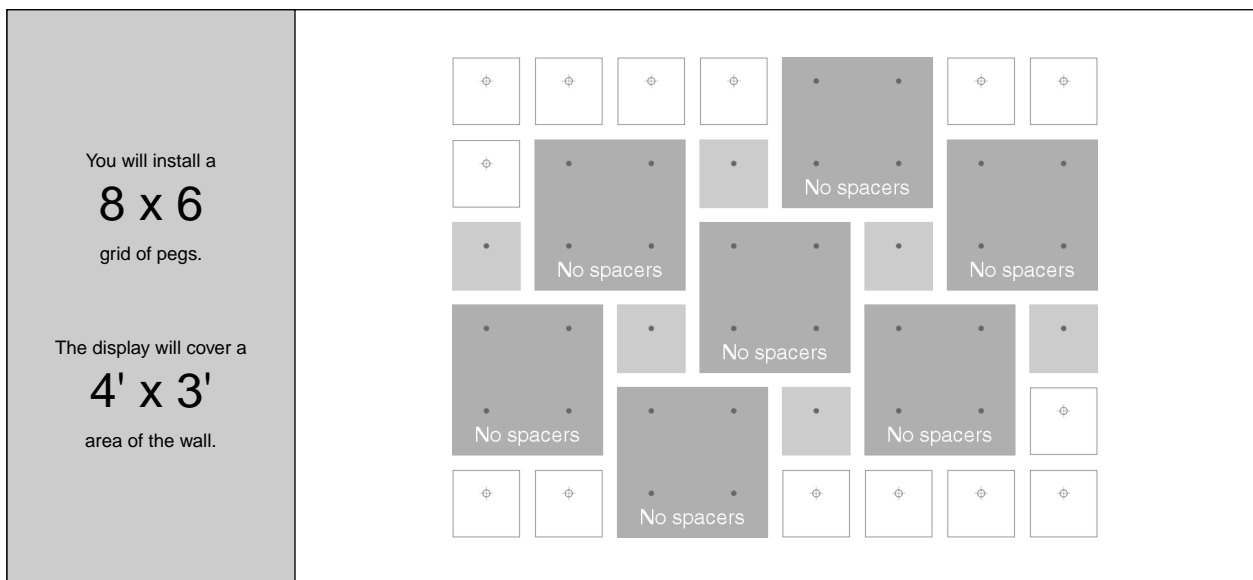 You will install a
8 x 6
grid of pegs.
The display will cover a
4' x 3'
area of the wall.
No spacers
No spacers
No spacers
No spacers
No spacers
No spacers
No spacers